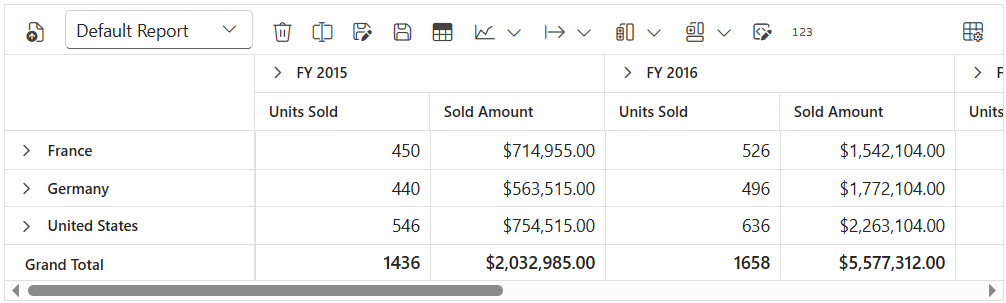 Default Report 123
FY 2015 FY 2016 F
Units Sold Sold Amount Units Sold Sold Amount Units
France 450 $714,955.00 526 $1,542,104.00
Germany 440 $563,515.00 496 $1,772,104.00
United States 546 $754,515.00 636 $2,263,104.00
Grand Total 1436 $2,032,985.00 1658 $5,577,312.00